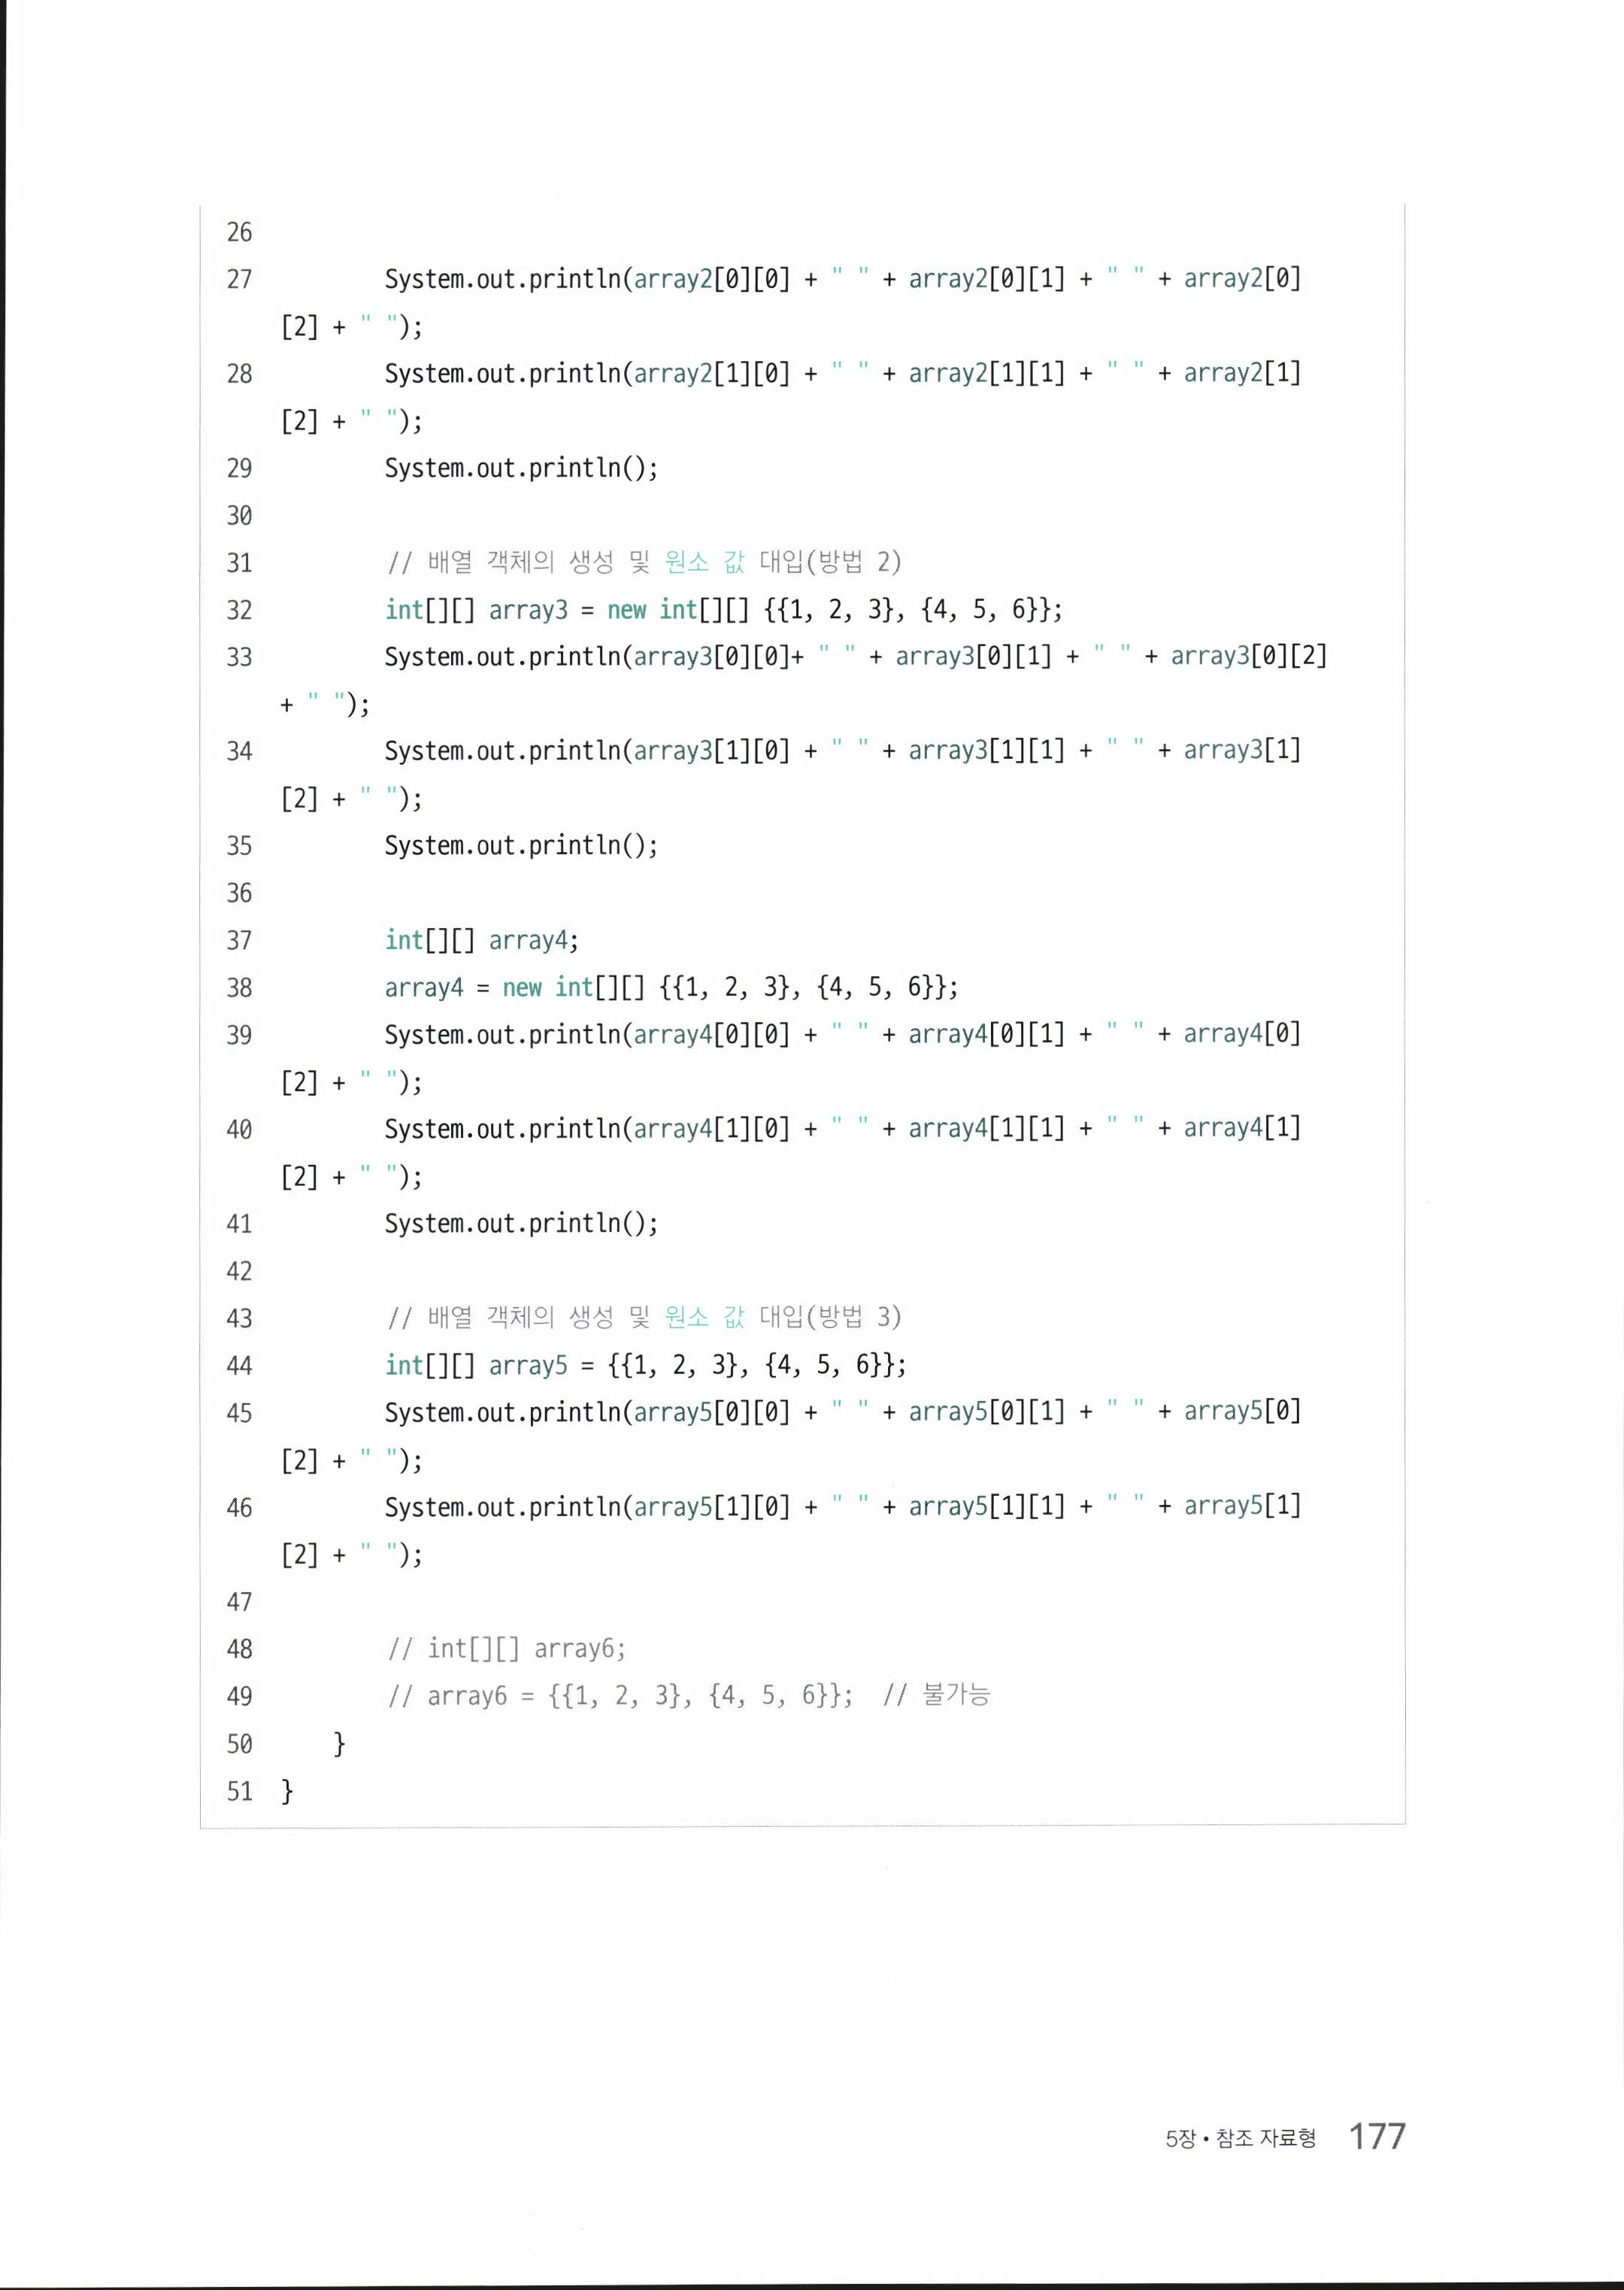 26
27 System.out.println(array2[0][0] + " " + array2[0][1] + " " + array2[0]
[2] + " ");
28 System.out.println(array2[1][0] + " " + array2[1][1] + " " + array2[1]
[2] + " ");
29 System.out.println();
30
31 // 배열 객체의 생성 및 원소 값 대입(방법 2)
32 int[][] array3 = new int[][] {{1, 2, 3}, {4, 5, 6}};
33 System.out.println(array3[0][0]+ " " + array3[0][1] + " " + array3[0][2]
+ " ");
34 System.out.println(array3[1][0] + " " + array3[1][1] + " " + array3[1]
[2] + " ");
35 System.out.println();
36
37 int[][] array4;
38 array4 = new int[][] {{1, 2, 3}, {4, 5, 6}};
39 System.out.println(array4[0][0] + " " + array4[0][1] + " " + array4[0]
[2] + " ");
40 System.out.println(array4[1][0] + " " + array4[1][1] + " " + array4[1]
[2] + " ");
41 System.out.println();
42
43 // 배열 객체의 생성 및 원소 값 대입(방법 3)
44 int[][] array5 = {{1, 2, 3}, {4, 5, 6}};
45 System.out.println(array5[0][0] + " " + array5[0][1] + " " + array5[0]
[2] + " ");
46 System.out.println(array5[1][0] + " " + array5[1][1] + " " + array5[1]
[2] + " ");
47
48 // int[][] array6;
49 // array6 = {{1, 2, 3}, {4, 5, 6}}; // 불가능
50 }
51 }
5장 • 참조 자료형 177